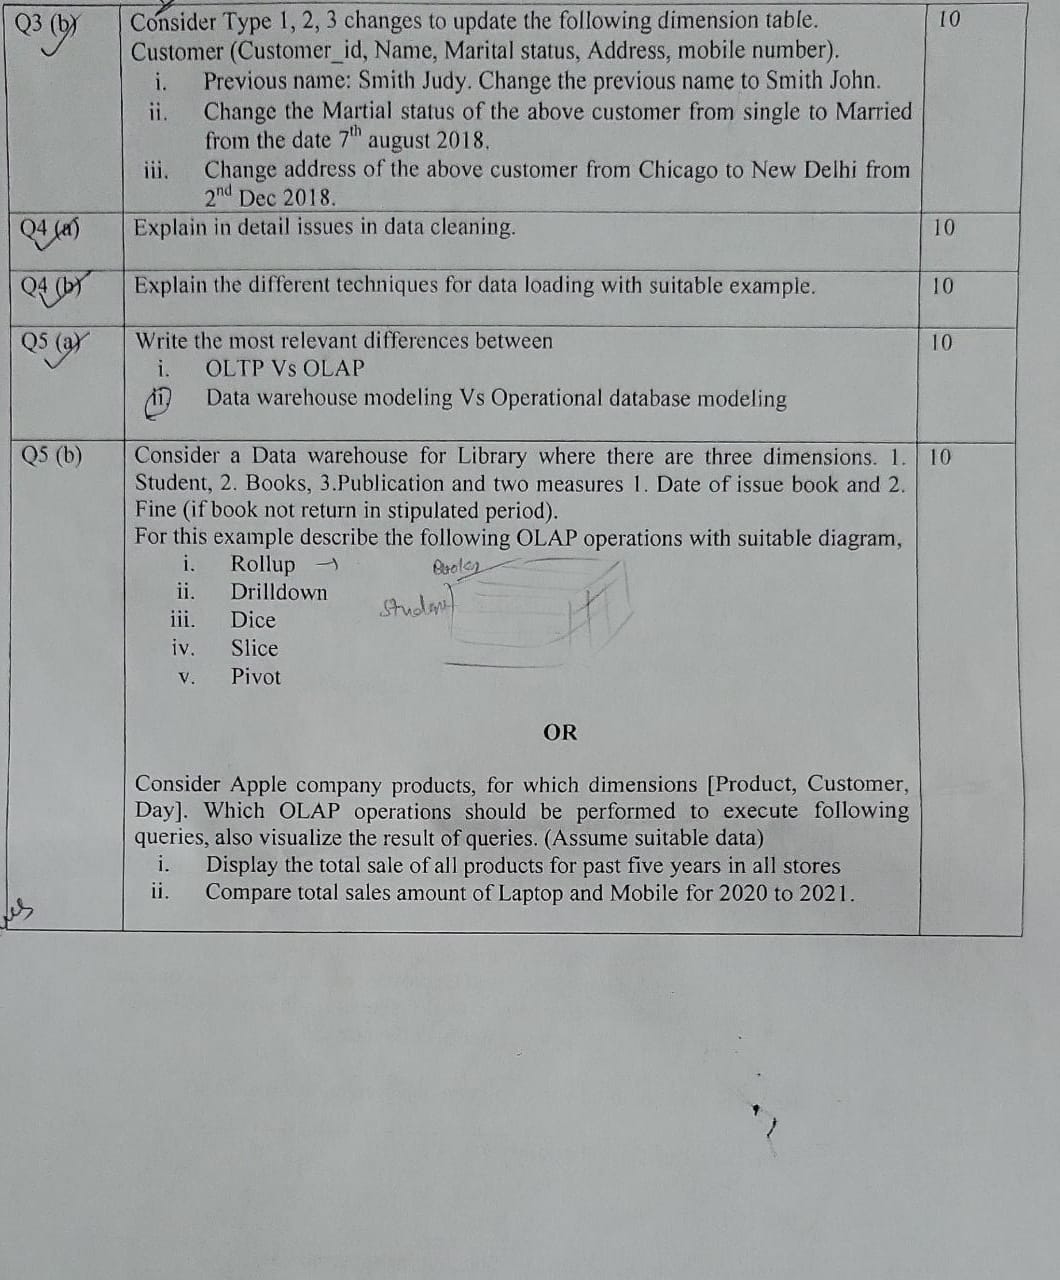 Q3 (b) Consider Type 1, 2, 3 changes to update the following dimension table. 10
Customer (Customer_id, Name, Marital status, Address, mobile number).
i. Previous name: Smith Judy. Change the previous name to Smith John.
ii. Change the Martial status of the above customer from single to Married
from the date 7th august 2018.
iii. Change address of the above customer from Chicago to New Delhi from
2nd Dec 2018.
Q4 (a) Explain in detail issues in data cleaning. 10
Q4 (b) Explain the different techniques for data loading with suitable example. 10
Q5 (a) Write the most relevant differences between 10
i. OLTP Vs OLAP
ii) Data warehouse modeling Vs Operational database modeling
Q5 (b) Consider a Data warehouse for Library where there are three dimensions. 1. 10
Student, 2. Books, 3.Publication and two measures 1. Date of issue book and 2.
Fine (if book not return in stipulated period).
For this example describe the following OLAP operations with suitable diagram,
i. Rollup →
ii. Drilldown
Student
iii. Dice
iv. Slice
v. Pivot
OR
Consider Apple company products, for which dimensions [Product, Customer,
Day]. Which OLAP operations should be performed to execute following
queries, also visualize the result of queries. (Assume suitable data)
i. Display the total sale of all products for past five years in all stores
ii. Compare total sales amount of Laptop and Mobile for 2020 to 2021.